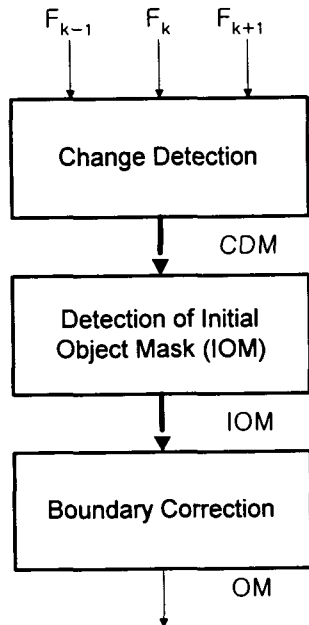 F_{k-1} F_k F_{k+1}
Change Detection
CDM
Detection of Initial
Object Mask (IOM)
IOM
Boundary Correction
OM